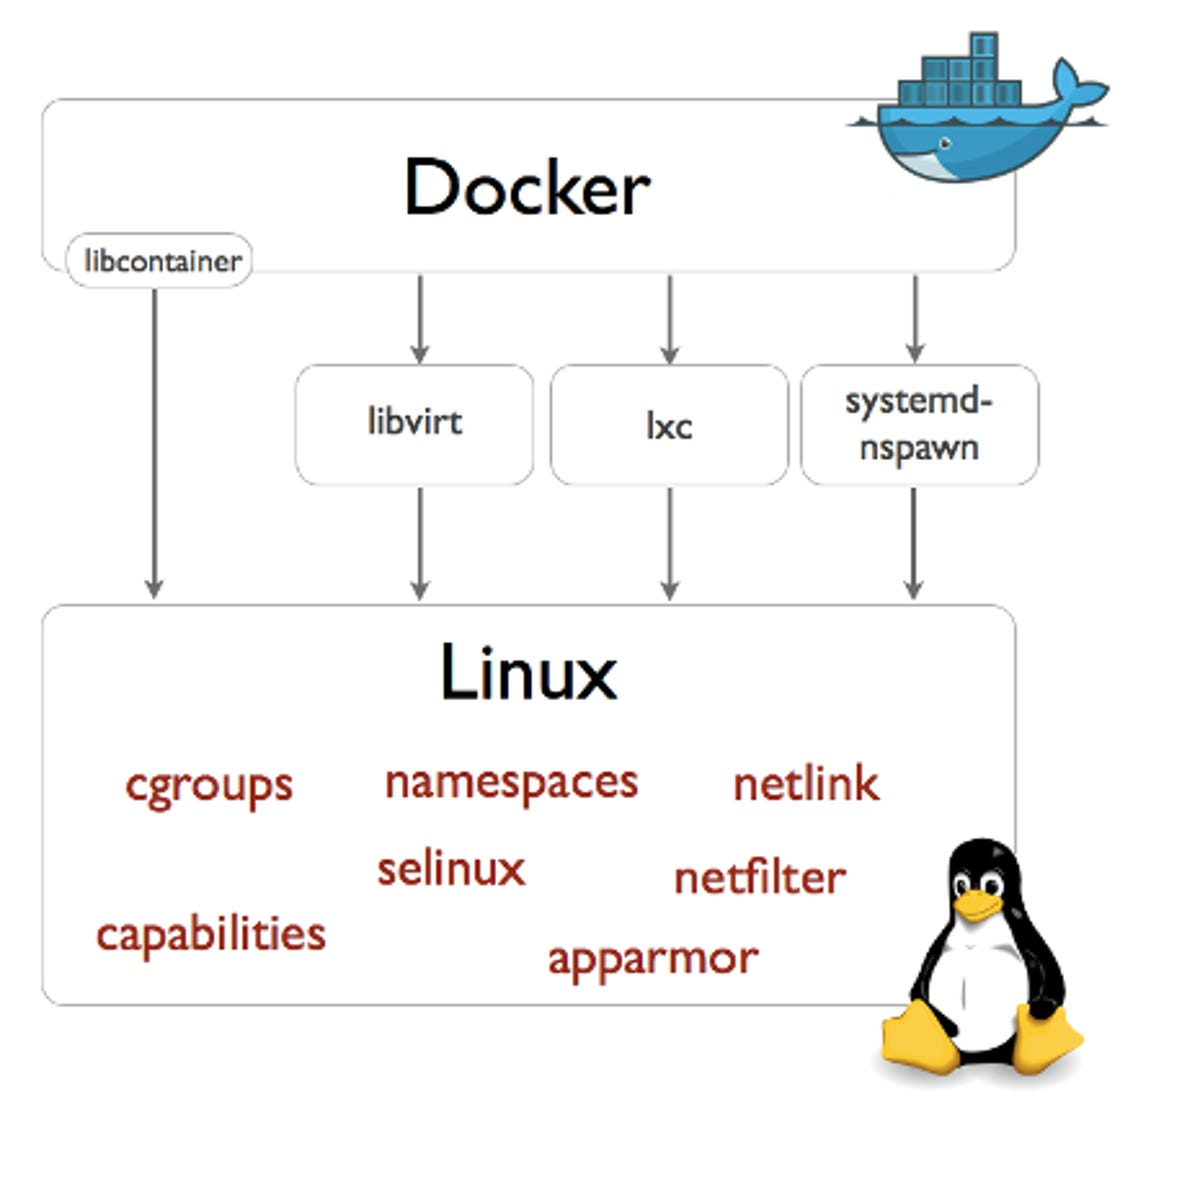 Docker
libcontainer
libvirt
lxc
systemd-
nspawn
Linux
cgroups
namespaces
netlink
selinux
netfilter
capabilities
apparmor